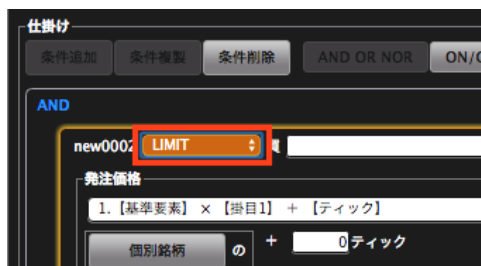 仕掛け
条件追加 条件複製 条件削除 AND OR NOR ON/
AND
new0002 LIMIT 買
発注価格
1.【基準要素】 × 【掛目1】 + 【ティック】
個別銘柄 の + 0 ティック